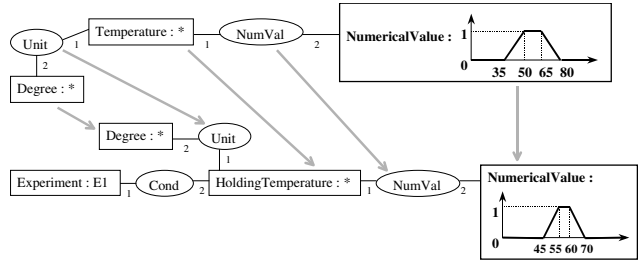 Unit
1
Temperature : *
1
NumVal
2
NumericalValue :
1
0
35 50 65 80
2
Degree : *
Degree : *
2
Unit
1
Experiment : E1
1
Cond
2
HoldingTemperature : *
1
NumVal
2
NumericalValue :
1
0
45 55 60 70